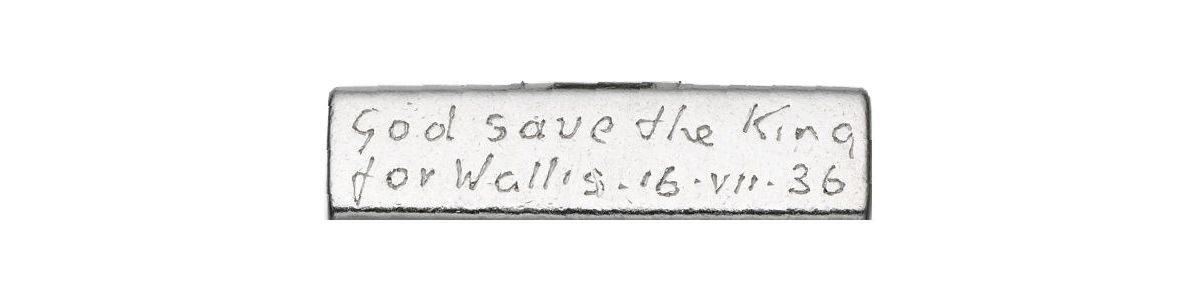 God save the King
for Wallis. 16·VII·36